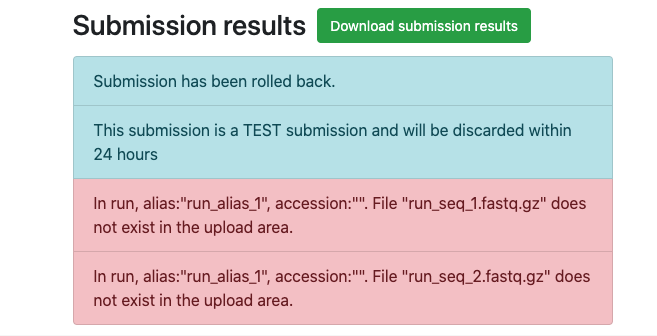 Submission results
Download submission results
Submission has been rolled back.
This submission is a TEST submission and will be discarded within
24 hours
In run, alias:"run_alias_1", accession:"". File "run_seq_1.fastq.gz" does
not exist in the upload area.
In run, alias:"run_alias_1", accession:"". File "run_seq_2.fastq.gz" does
not exist in the upload area.